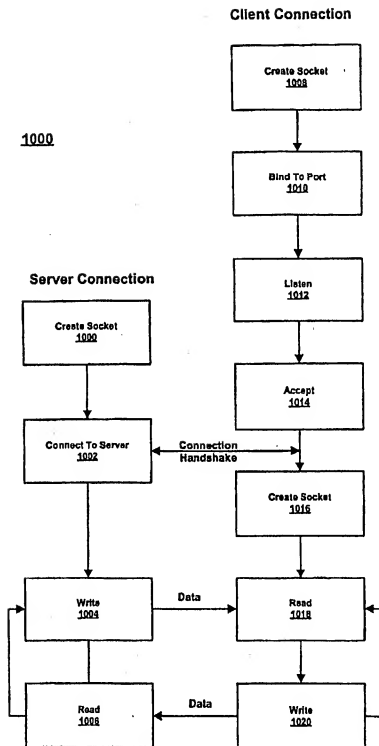 Client Connection
Create Socket
1008
1000
Bind To Port
1010
Server Connection
Listen
1012
Create Socket
1000
Accept
1014
Connect To Server
1002
Connection
Handshake
Create Socket
1016
Write
1004
Data
Read
1018
Read
1006
Data
Write
1020